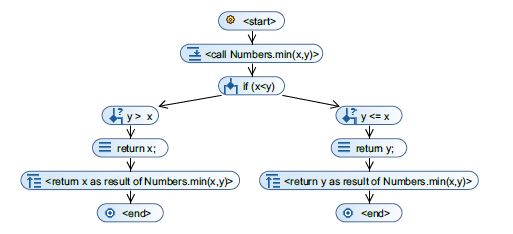 <start>
<call Numbers.min(x,y)>
if (x<y)
y > x
y <= x
return x;
return y;
<return x as result of Numbers.min(x,y)>
<return y as result of Numbers.min(x,y)>
<end>
<end>